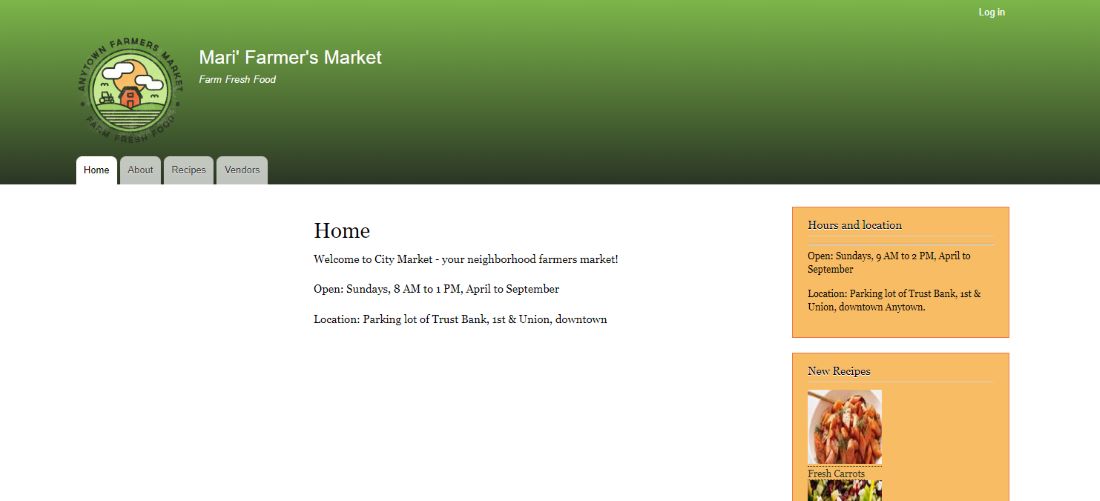 Log in
ANYTOWN FARMERS MARKET
FARM FRESH FOOD
Mari' Farmer's Market
Farm Fresh Food
Home
About
Recipes
Vendors
Home
Welcome to City Market - your neighborhood farmers market!
Open: Sundays, 8 AM to 1 PM, April to September
Location: Parking lot of Trust Bank, 1st & Union, downtown
Hours and location
Open: Sundays, 9 AM to 2 PM, April to
September
Location: Parking lot of Trust Bank, 1st &
Union, downtown Anytown.
New Recipes
Fresh Carrots